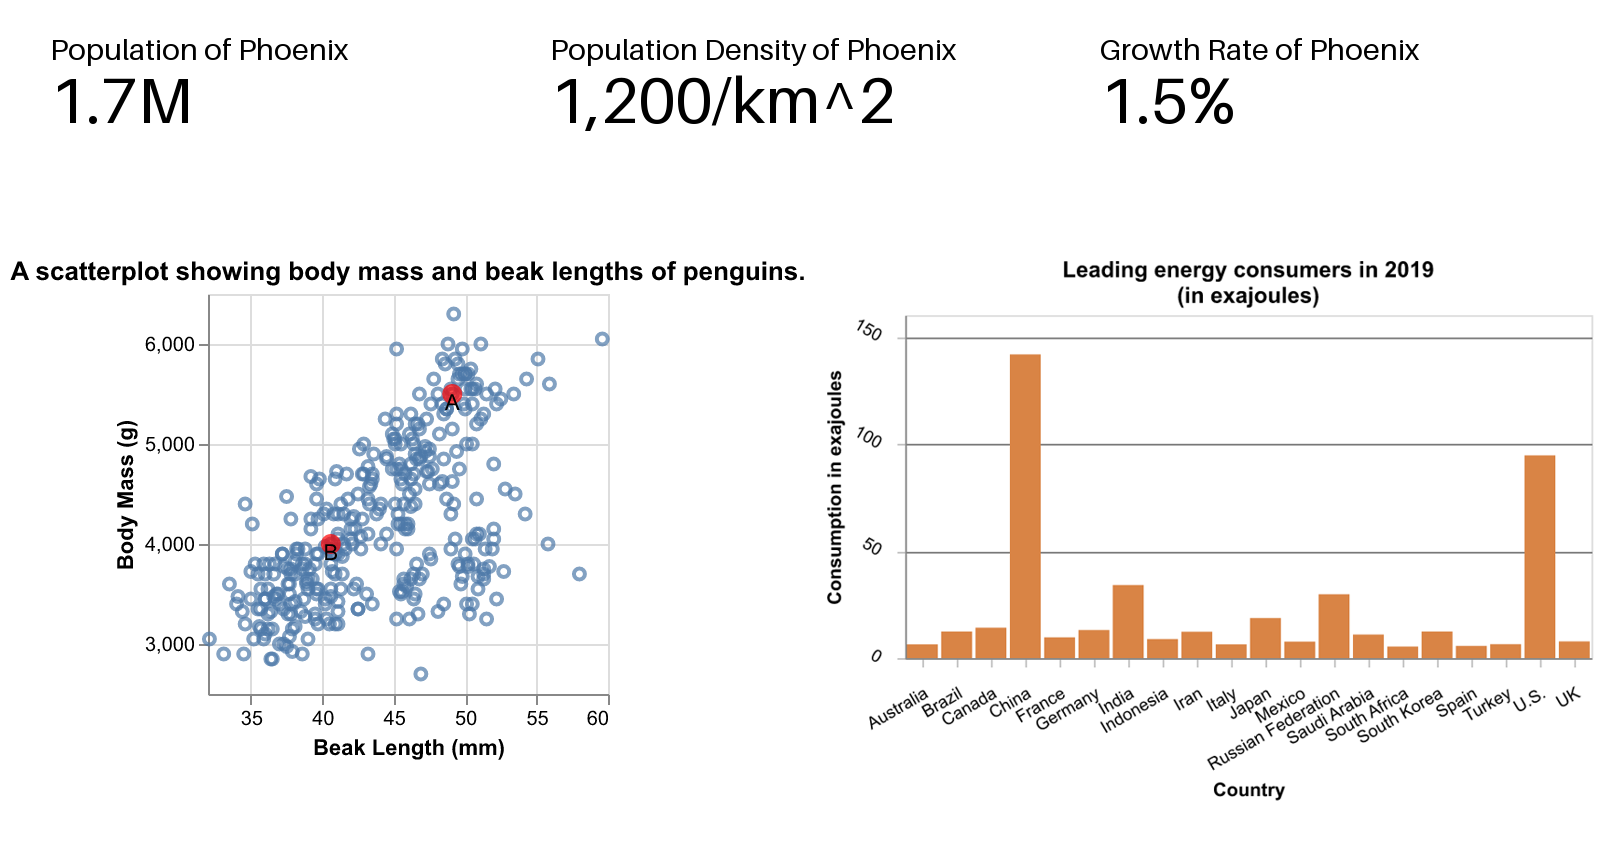 Population of Phoenix
1.7M
Population Density of Phoenix
1,200/km^2
Growth Rate of Phoenix
1.5%
A scatterplot showing body mass and beak lengths of penguins.
6,000
5,000
4,000
3,000
Body Mass (g)
A
B
35 40 45 50 55 60
Beak Length (mm)
Leading energy consumers in 2019
(in exajoules)
150
100
50
0
Consumption in exajoules
Australia
Brazil
Canada
China
France
Germany
India
Indonesia
Iran
Italy
Japan
Mexico
Russian Federation
Saudi Arabia
South Africa
South Korea
Spain
Turkey
U.S.
UK
Country